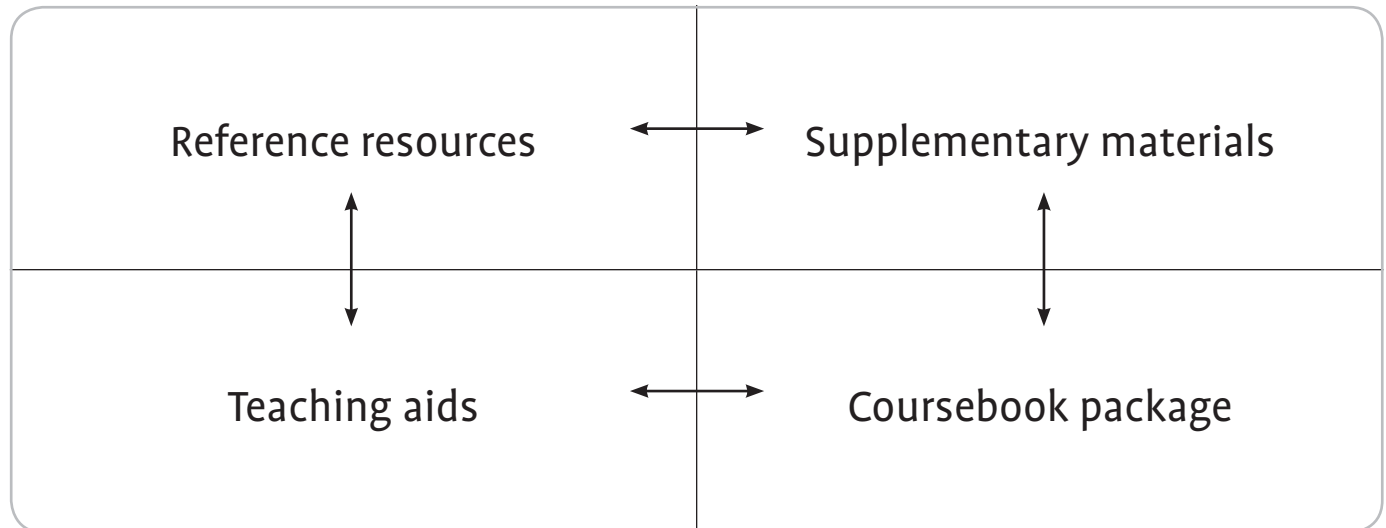 Reference resources
Supplementary materials
Teaching aids
Coursebook package